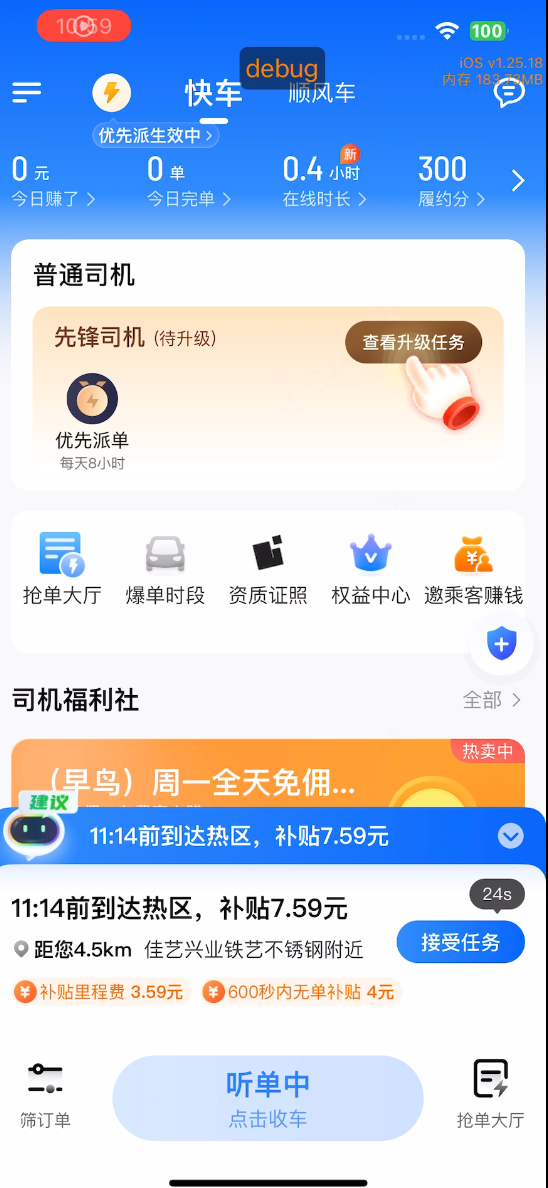 10:59
100
debug
iOS v1.25.18
内存 183.73MB
快车
顺风车
优先派生效中
0 元
0 单
0.4 小时
新
300
今日赚了
今日完单
在线时长
履约分
普通司机
先锋司机 (待升级)
查看升级任务
优先派单
每天8小时
抢单大厅
爆单时段
资质证照
权益中心
邀乘客赚钱
司机福利社
全部
热卖中
(早鸟) 周一全天免佣...
建议
11:14前到达热区，补贴7.59元
24s
11:14前到达热区，补贴7.59元
距您4.5km 佳艺兴业铁艺不锈钢附近
接受任务
补贴里程费 3.59元
600秒内无单补贴 4元
听单中
点击收车
筛订单
抢单大厅